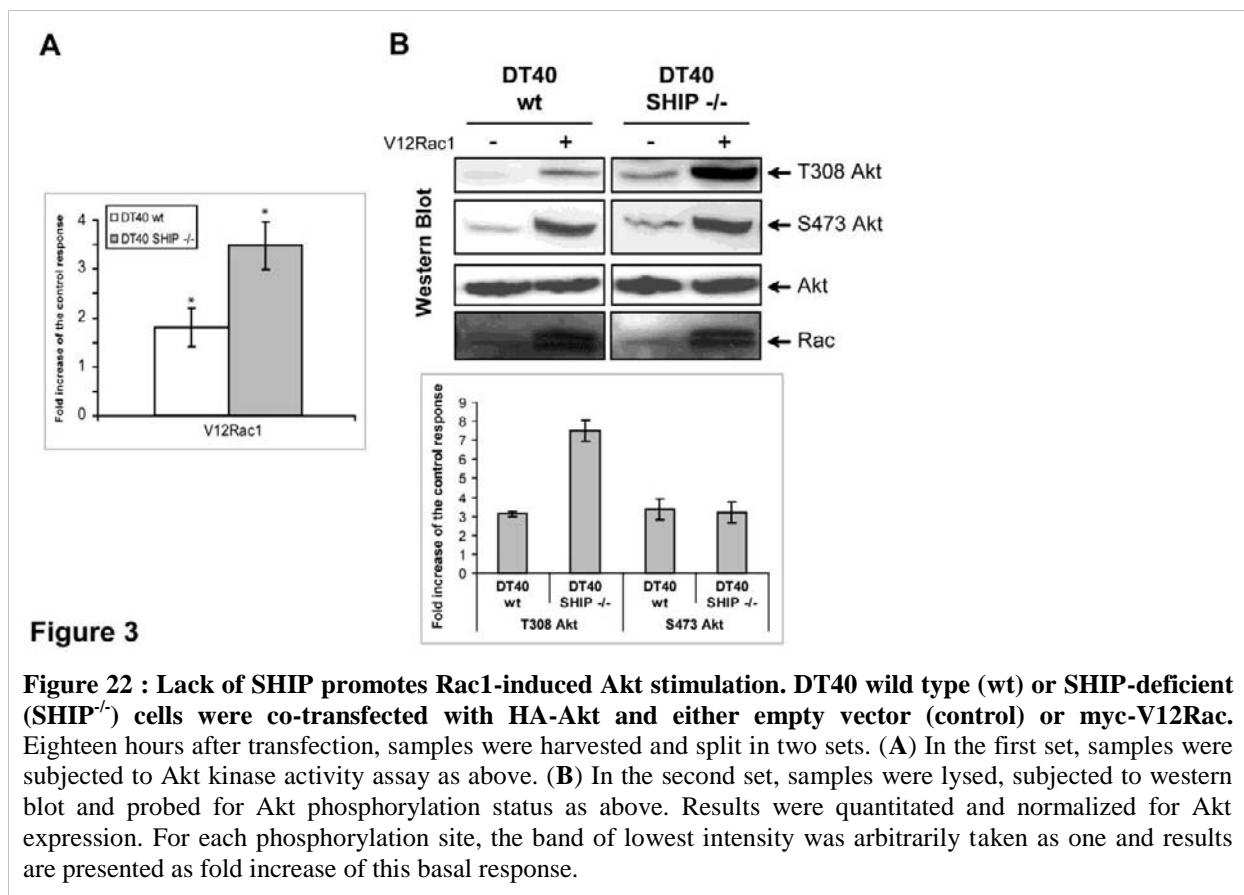 A
B
DT40
wt
DT40
SHIP -/-
V12Rac1 - + - +
Western Blot
T308 Akt
S473 Akt
Akt
Rac
Fold increase of the control response
4
3
2
1
0
DT40 wt
DT40 SHIP -/-
*
*
V12Rac1
Fold increase of the control response
9
8
7
6
5
4
3
2
1
0
DT40
wt
DT40
SHIP -/-
DT40
wt
DT40
SHIP -/-
T308 Akt
S473 Akt
Figure 3
Figure 22 : Lack of SHIP promotes Rac1-induced Akt stimulation. DT40 wild type (wt) or SHIP-deficient
(SHIP-/-) cells were co-transfected with HA-Akt and either empty vector (control) or myc-V12Rac.
Eighteen hours after transfection, samples were harvested and split in two sets. (A) In the first set, samples were
subjected to Akt kinase activity assay as above. (B) In the second set, samples were lysed, subjected to western
blot and probed for Akt phosphorylation status as above. Results were quantitated and normalized for Akt
expression. For each phosphorylation site, the band of lowest intensity was arbitrarily taken as one and results
are presented as fold increase of this basal response.